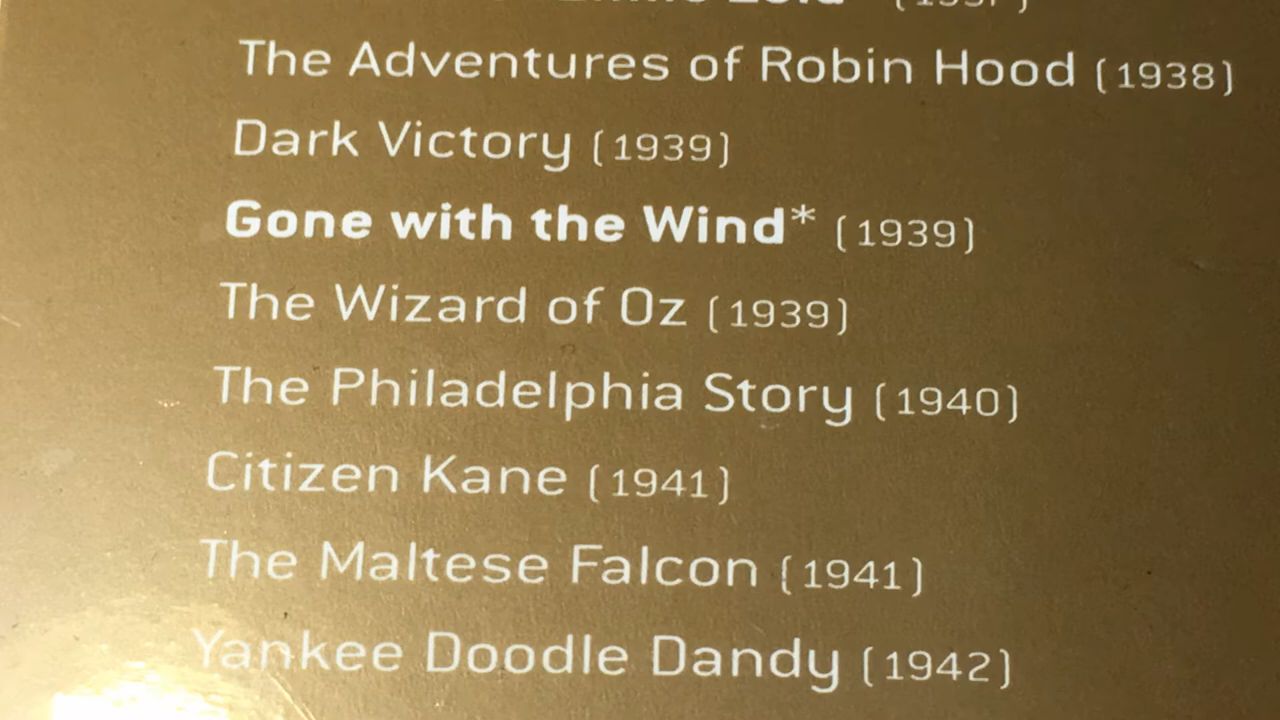 The Adventures of Robin Hood (1938)
Dark Victory (1939)
Gone with the Wind* (1939)
The Wizard of Oz (1939)
The Philadelphia Story (1940)
Citizen Kane (1941)
The Maltese Falcon (1941)
Yankee Doodle Dandy (1942)